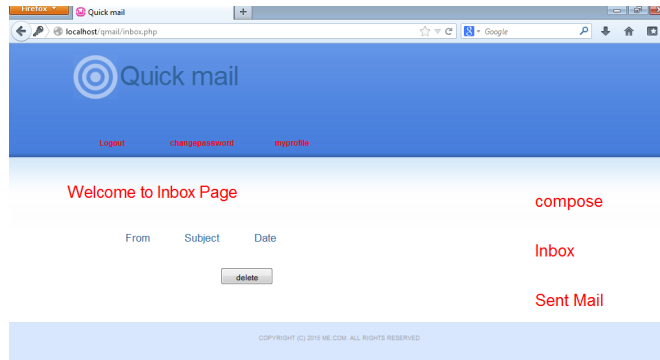 Firefox
Quick mail
localhost/qmail/inbox.php
Google
Quick mail
Logout changepassword myprofile
Welcome to Inbox Page
compose
From Subject Date
Inbox
delete
Sent Mail
COPYRIGHT (C) 2015 ME.COM. ALL RIGHTS RESERVED